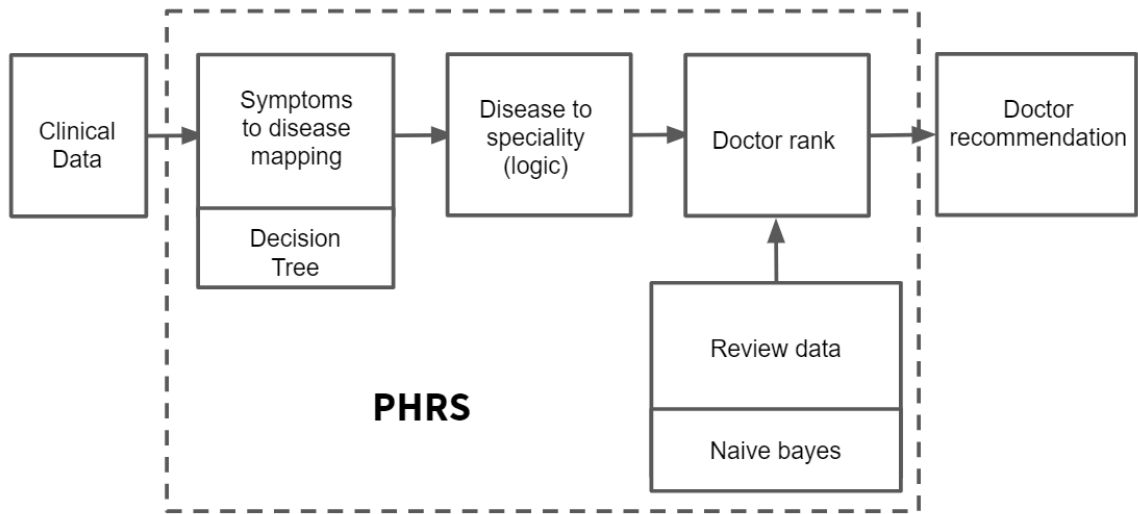 Clinical
Data
Symptoms
to disease
mapping
Decision
Tree
Disease to
speciality
(logic)
Doctor rank
Doctor
recommendation
Review data
Naive bayes
PHRS